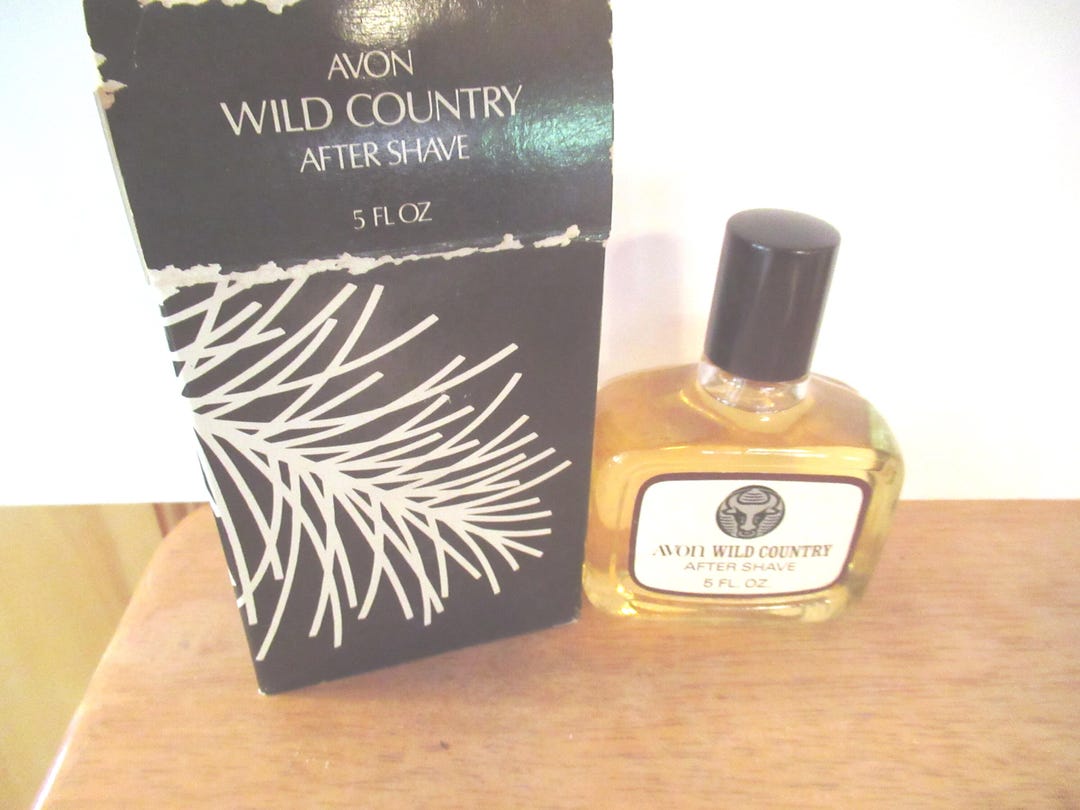 AVON
WILD COUNTRY
AFTER SHAVE
5 FL OZ
AVON WILD COUNTRY
AFTER SHAVE
5 FL. OZ.